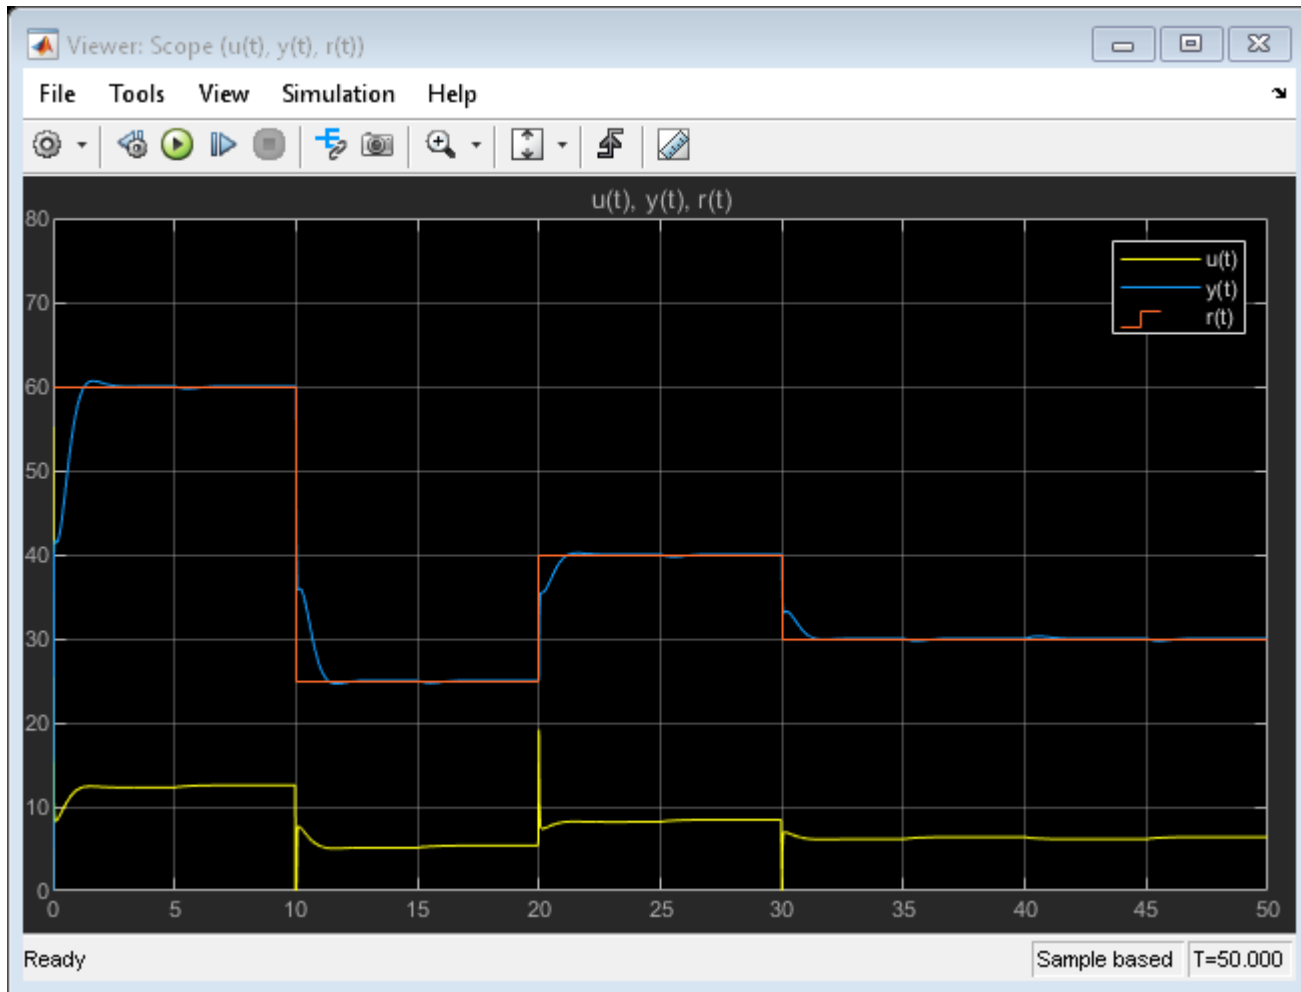 Viewer: Scope (u(t), y(t), r(t))
File Tools View Simulation Help
u(t), y(t), r(t)
80
70
60
50
40
30
20
10
0
u(t)
y(t)
r(t)
0 5 10 15 20 25 30 35 40 45 50
Ready Sample based T=50.000